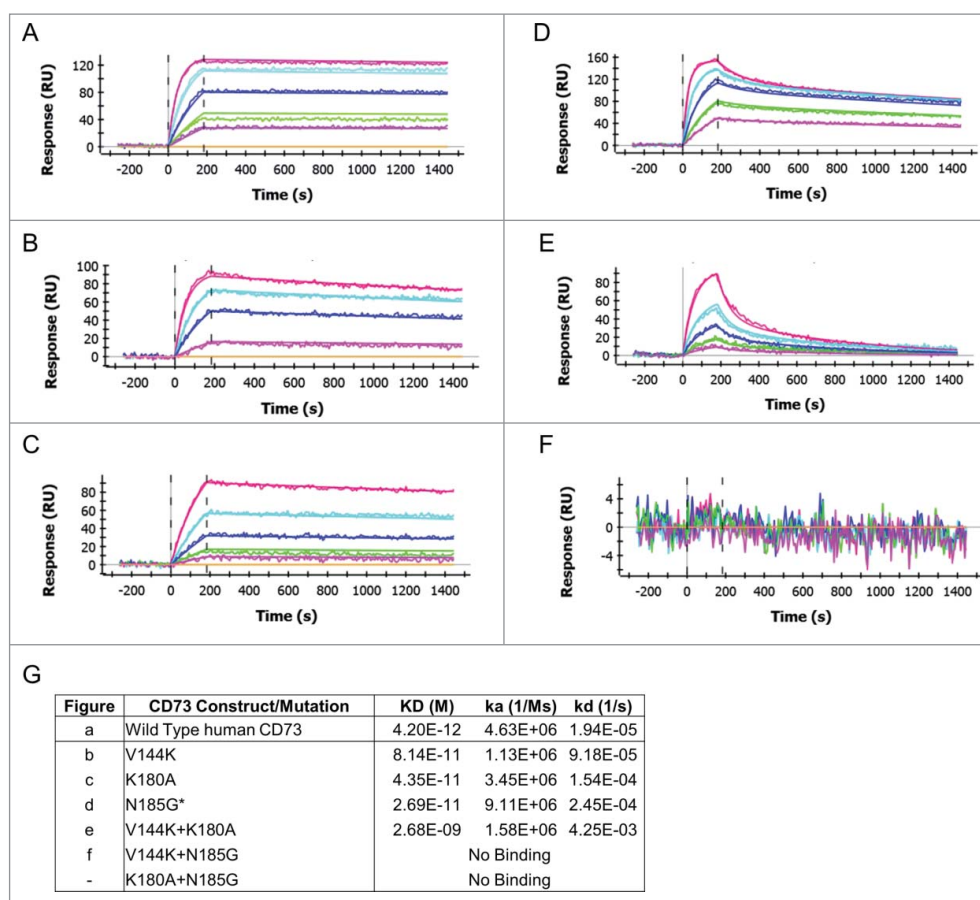 A
Response (RU)
120
80
40
0
-200 0 200 400 600 800 1000 1200 1400
Time (s)
B
Response (RU)
100
80
60
40
20
0
-200 0 200 400 600 800 1000 1200 1400
Time (s)
C
Response (RU)
80
60
40
20
0
-200 0 200 400 600 800 1000 1200 1400
Time (s)
D
Response (RU)
160
120
80
40
0
-200 0 200 400 600 800 1000 1200 1400
Time (s)
E
Response (RU)
80
60
40
20
0
-200 0 200 400 600 800 1000 1200 1400
Time (s)
F
Response (RU)
4
0
-4
-200 0 200 400 600 800 1000 1200 1400
Time (s)
G
Figure CD73 Construct/Mutation KD (M) ka (1/Ms) kd (1/s)
a Wild Type human CD73 4.20E-12 4.63E+06 1.94E-05
b V144K 8.14E-11 1.13E+06 9.18E-05
c K180A 4.35E-11 3.45E+06 1.54E-04
d N185G* 2.69E-11 9.11E+06 2.45E-04
e V144K+K180A 2.68E-09 1.58E+06 4.25E-03
f V144K+N185G No Binding
- K180A+N185G No Binding